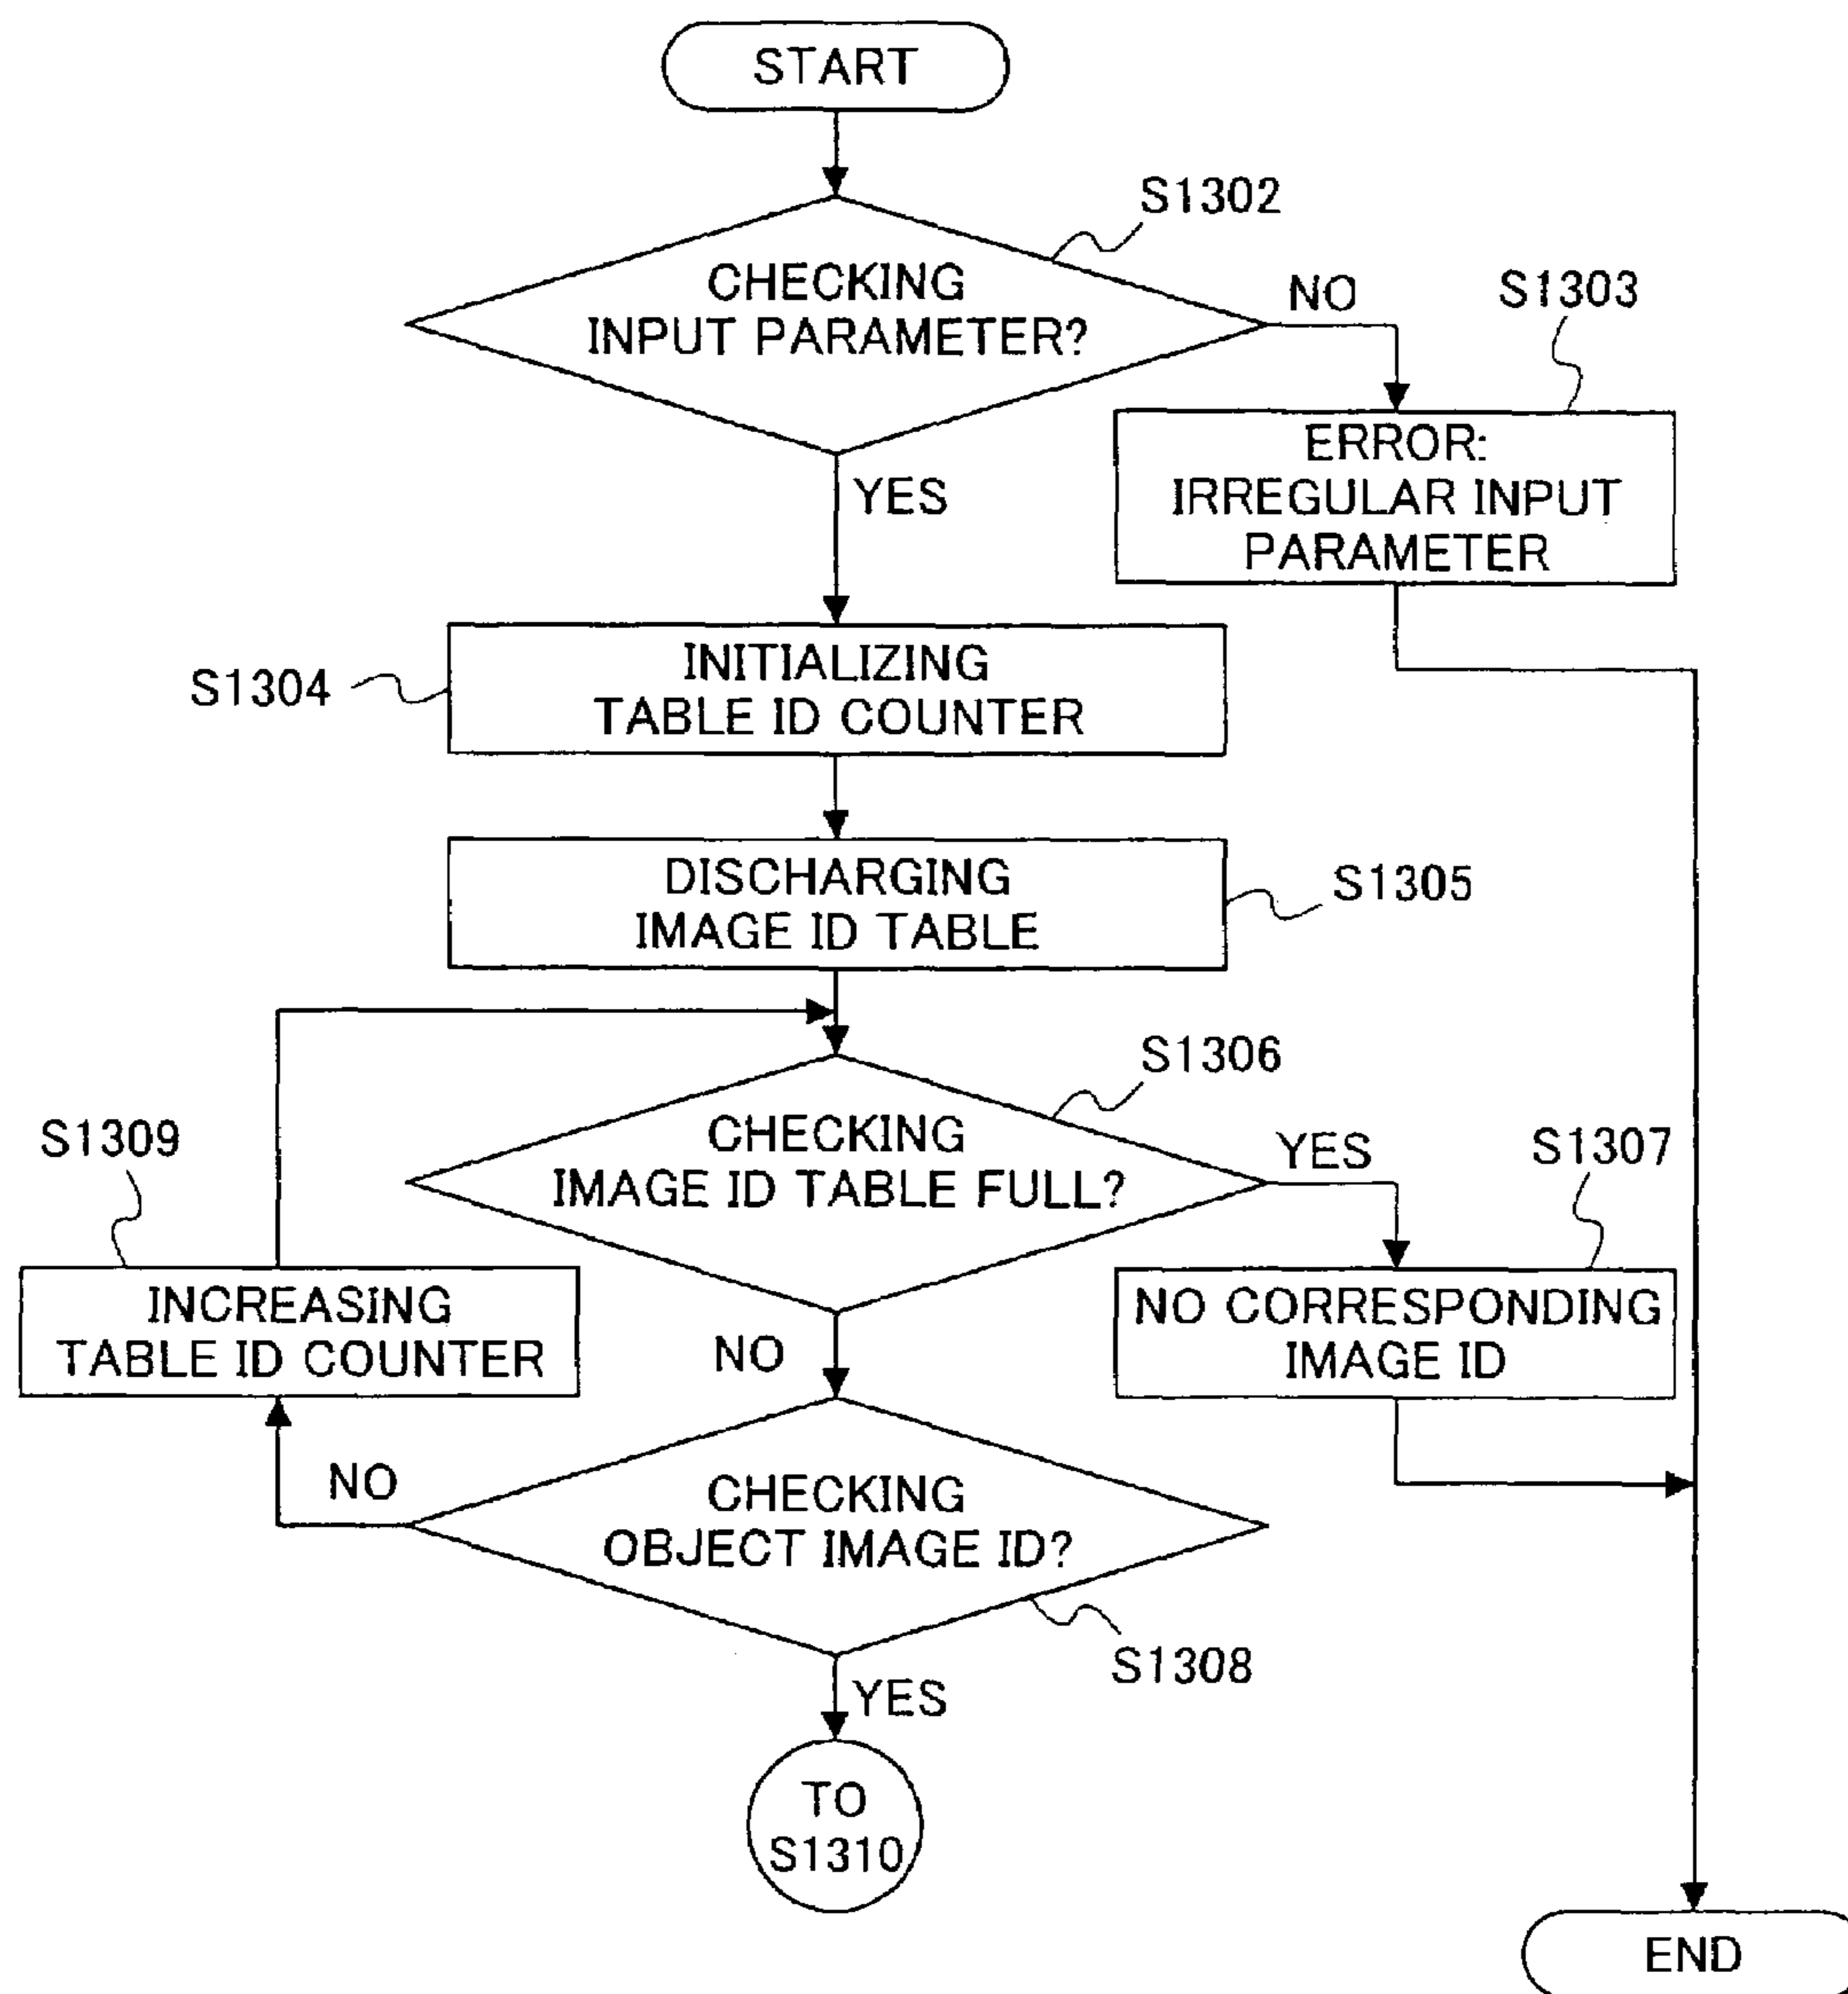 START
S1302
CHECKING
INPUT PARAMETER?
NO
S1303
ERROR:
IRREGULAR INPUT
PARAMETER
YES
S1304
INITIALIZING
TABLE ID COUNTER
DISCHARGING
IMAGE ID TABLE
S1305
S1306
CHECKING
IMAGE ID TABLE FULL?
YES
S1307
NO CORRESPONDING
IMAGE ID
S1309
INCREASING
TABLE ID COUNTER
NO
NO
CHECKING
OBJECT IMAGE ID?
S1308
YES
TO
S1310
END